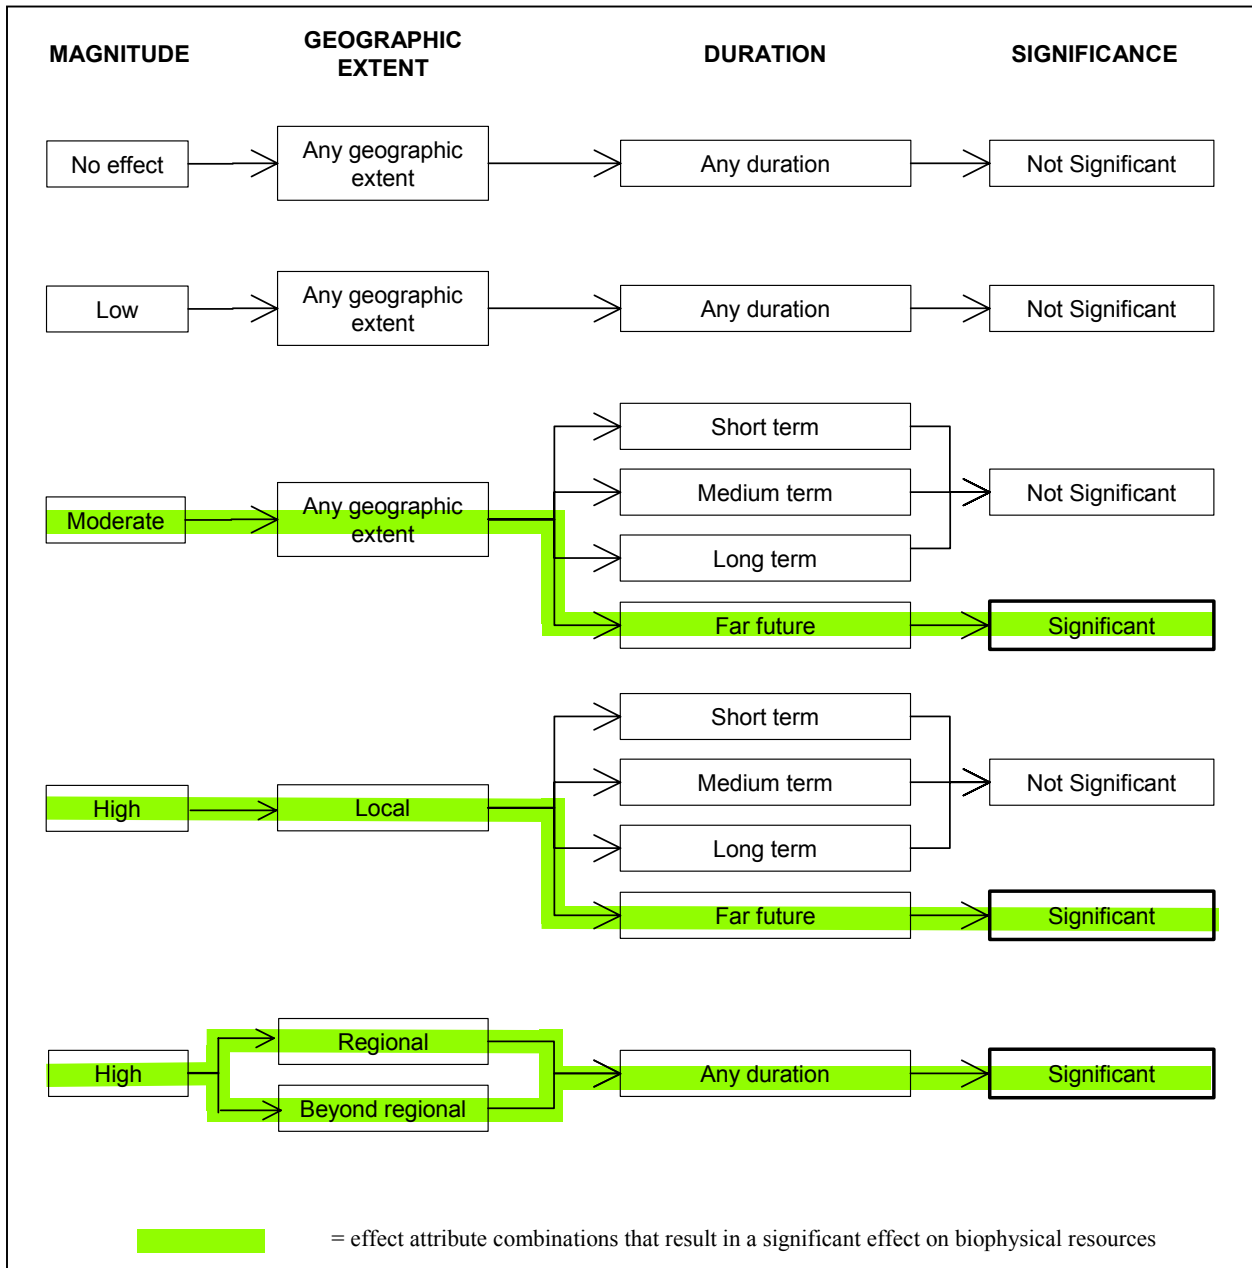 MAGNITUDE
GEOGRAPHIC
EXTENT
DURATION
SIGNIFICANCE
No effect
Any geographic
extent
Any duration
Not Significant
Low
Any geographic
extent
Any duration
Not Significant
Moderate
Any geographic
extent
Short term
Medium term
Long term
Not Significant
Far future
Significant
High
Local
Short term
Medium term
Long term
Not Significant
Far future
Significant
High
Regional
Beyond regional
Any duration
Significant
= effect attribute combinations that result in a significant effect on biophysical resources